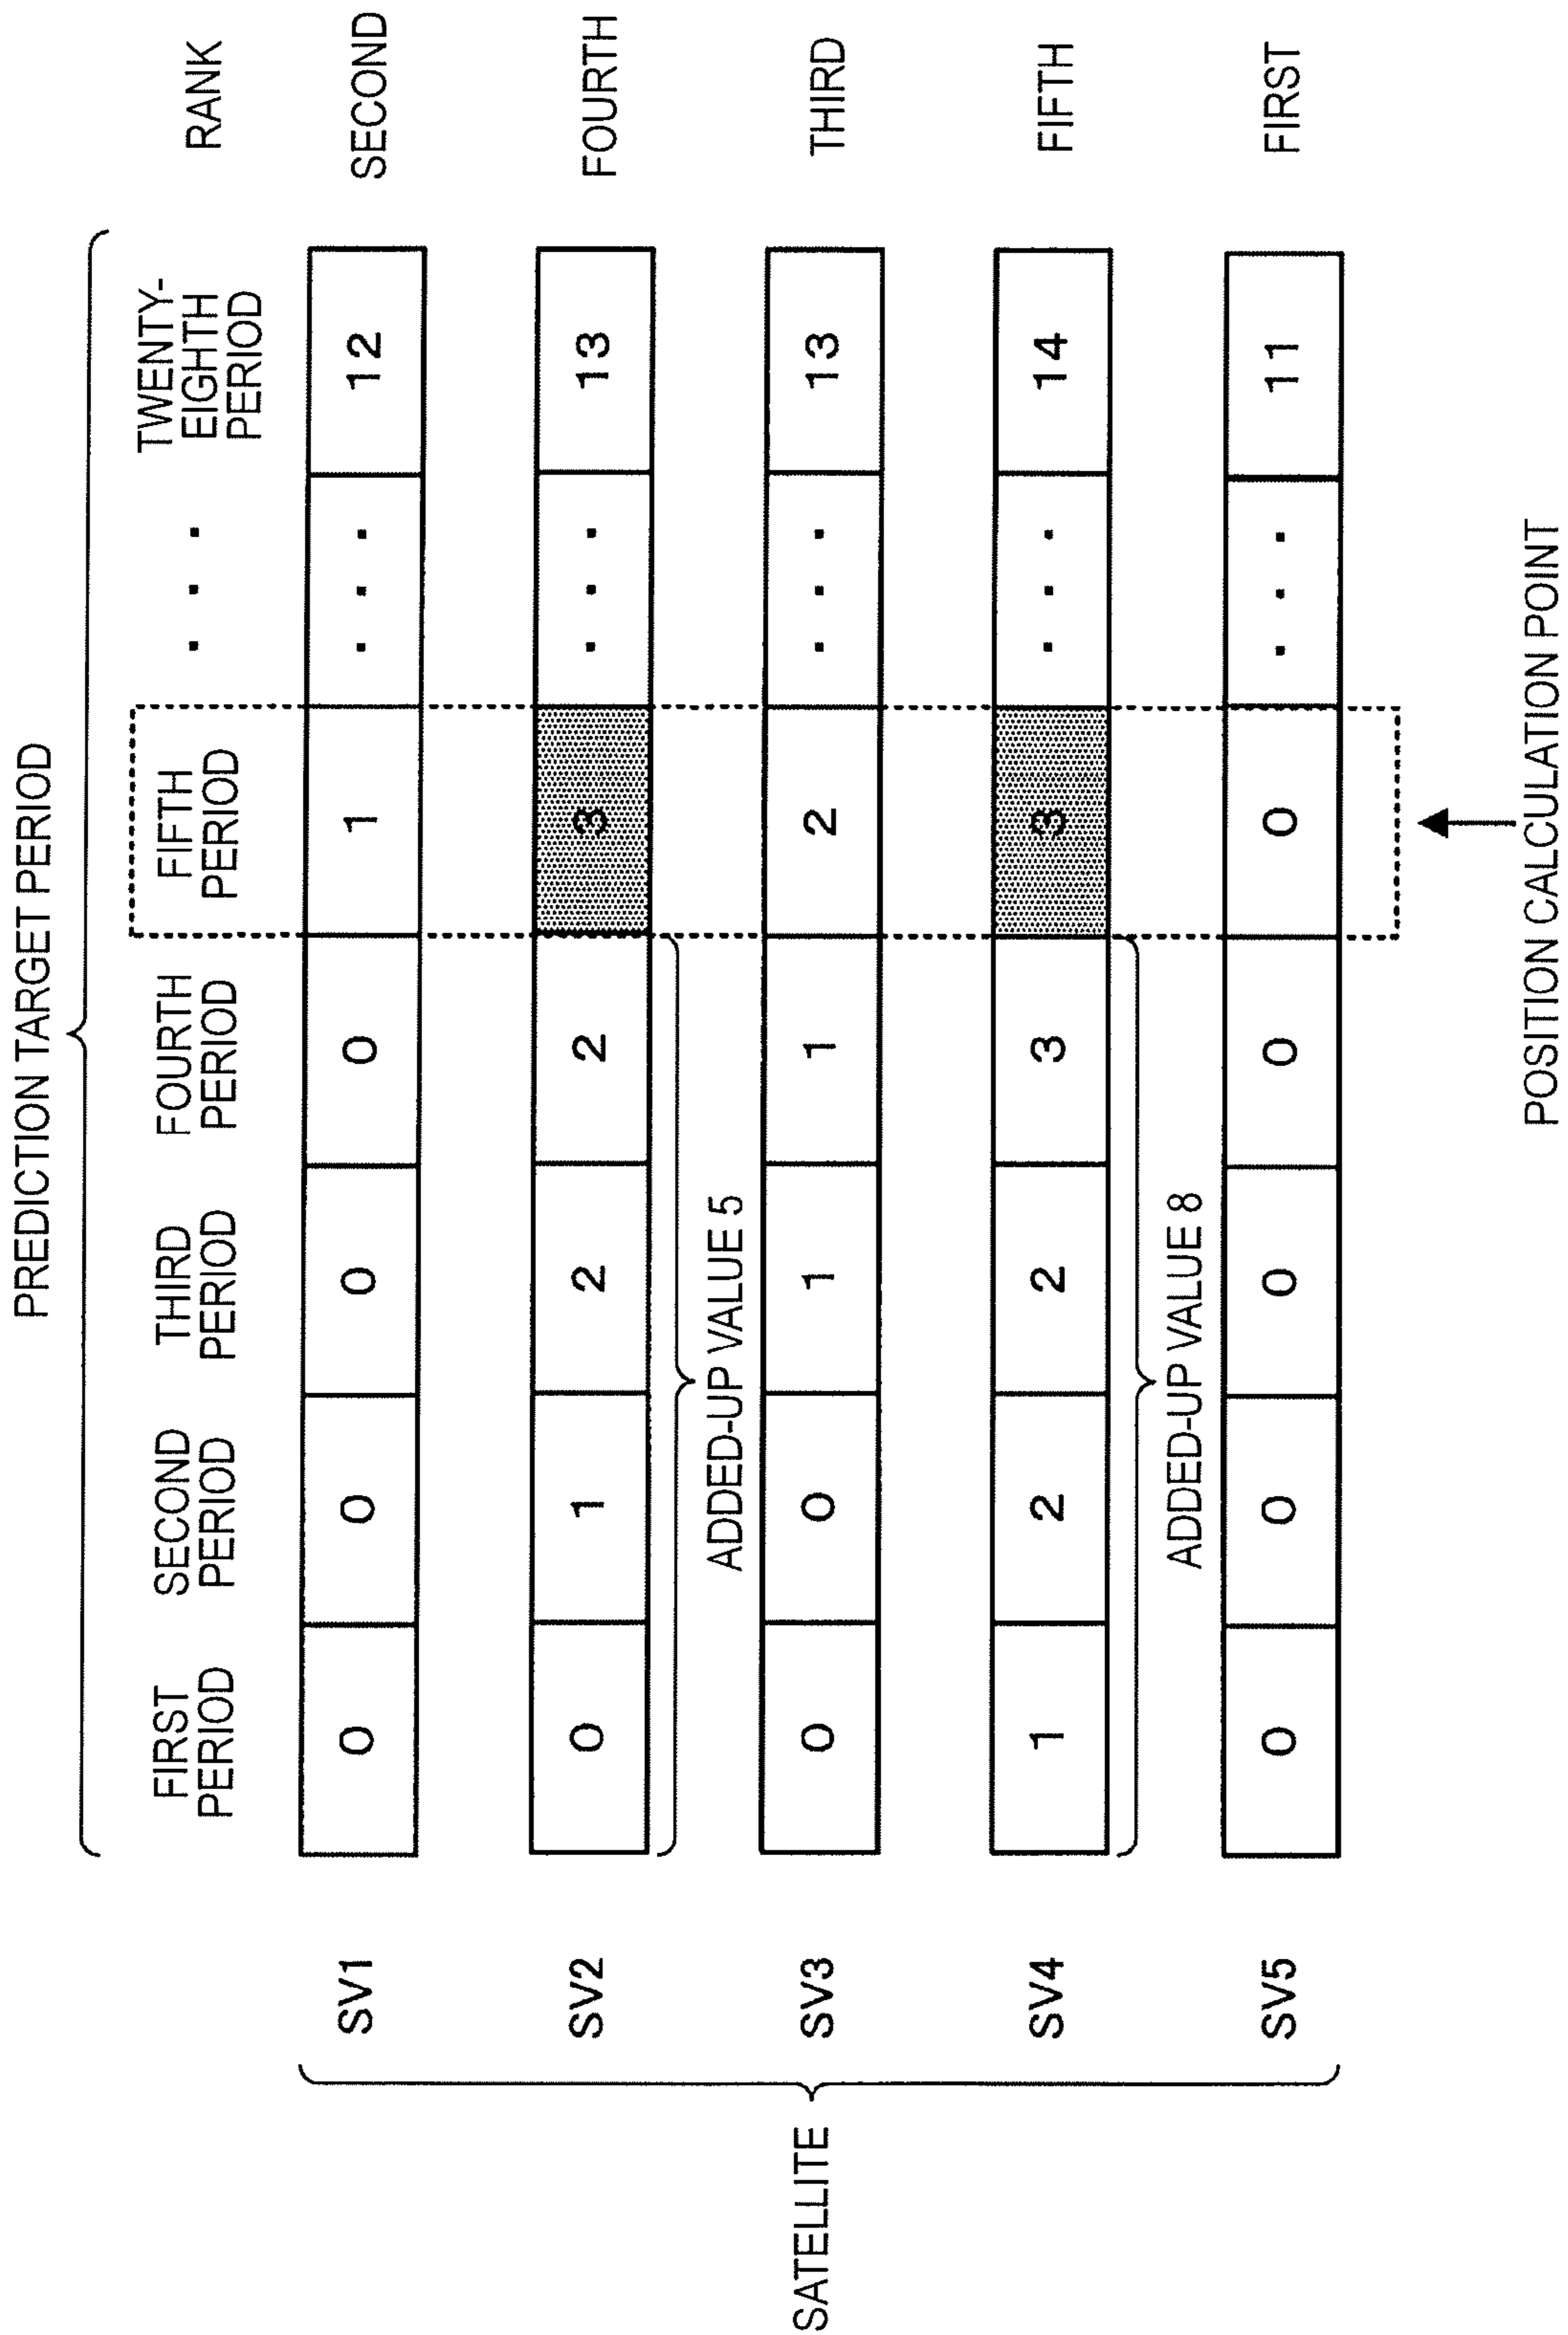 PREDICTION TARGET PERIOD
FIRST PERIOD
SECOND PERIOD
THIRD PERIOD
FOURTH PERIOD
FIFTH PERIOD
. . .
TWENTY-
EIGHTH
PERIOD
RANK
SATELLITE
SV1 0 0 0 0 1 . . . 12 SECOND
SV2 0 1 2 2 3 . . . 13 FOURTH
ADDED-UP VALUE 5
SV3 0 0 1 1 2 . . . 13 THIRD
SV4 1 2 2 3 3 . . . 14 FIFTH
ADDED-UP VALUE 8
SV5 0 0 0 0 0 . . . 11 FIRST
POSITION CALCULATION POINT